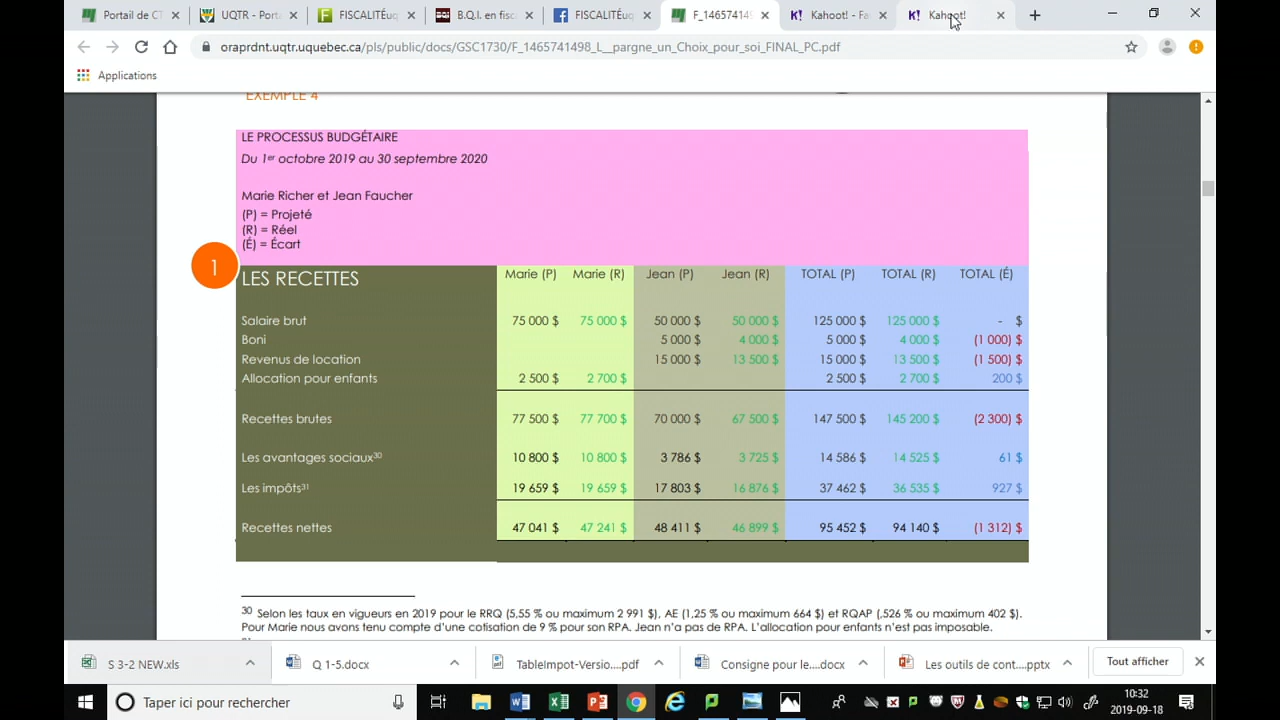 Portail de CT
UQTR - Porta
FISCALITÉuq
B.Q.I. en fisc
FISCALITÉuq
F_146574149
Kahoot! - Fa
Kahoot!
oraprdnt.uqtr.uquebec.ca/pls/public/docs/GSC1730/F_1465741498_L__pargne_un_Choix_pour_soi_FINAL_PC.pdf
Applications
EXEMPLE 4
LE PROCESSUS BUDGÉTAIRE
Du 1er octobre 2019 au 30 septembre 2020
Marie Richer et Jean Faucher
(P) = Projeté
(R) = Réel
(É) = Écart
1
LES RECETTES Marie (P) Marie (R) Jean (P) Jean (R) TOTAL (P) TOTAL (R) TOTAL (É)
Salaire brut 75 000 $ 75 000 $ 50 000 $ 50 000 $ 125 000 $ 125 000 $ - $
Boni 5 000 $ 4 000 $ 5 000 $ 4 000 $ (1 000) $
Revenus de location 15 000 $ 13 500 $ 15 000 $ 13 500 $ (1 500) $
Allocation pour enfants 2 500 $ 2 700 $ 2 500 $ 2 700 $ 200 $
Recettes brutes 77 500 $ 77 700 $ 70 000 $ 67 500 $ 147 500 $ 145 200 $ (2 300) $
Les avantages sociaux30 10 800 $ 10 800 $ 3 786 $ 3 725 $ 14 586 $ 14 525 $ 61 $
Les impôts31 19 659 $ 19 659 $ 17 803 $ 16 876 $ 37 462 $ 36 535 $ 927 $
Recettes nettes 47 041 $ 47 241 $ 48 411 $ 46 899 $ 95 452 $ 94 140 $ (1 312) $
30 Selon les taux en vigueurs en 2019 pour le RRQ (5,55 % ou maximum 2 991 $), AE (1,25 % ou maximum 664 $) et RQAP (,526 % ou maximum 402 $).
Pour Marie nous avons tenu compte d'une cotisation de 9 % pour son RPA. Jean n'a pas de RPA. L'allocation pour enfants n'est pas imposable.
S 3-2 NEW.xls
Q 1-5.docx
TableImpot-Versio....pdf
Consigne pour le....docx
Les outils de cont....pptx
Tout afficher
Taper ici pour rechercher
10:32
2019-09-18